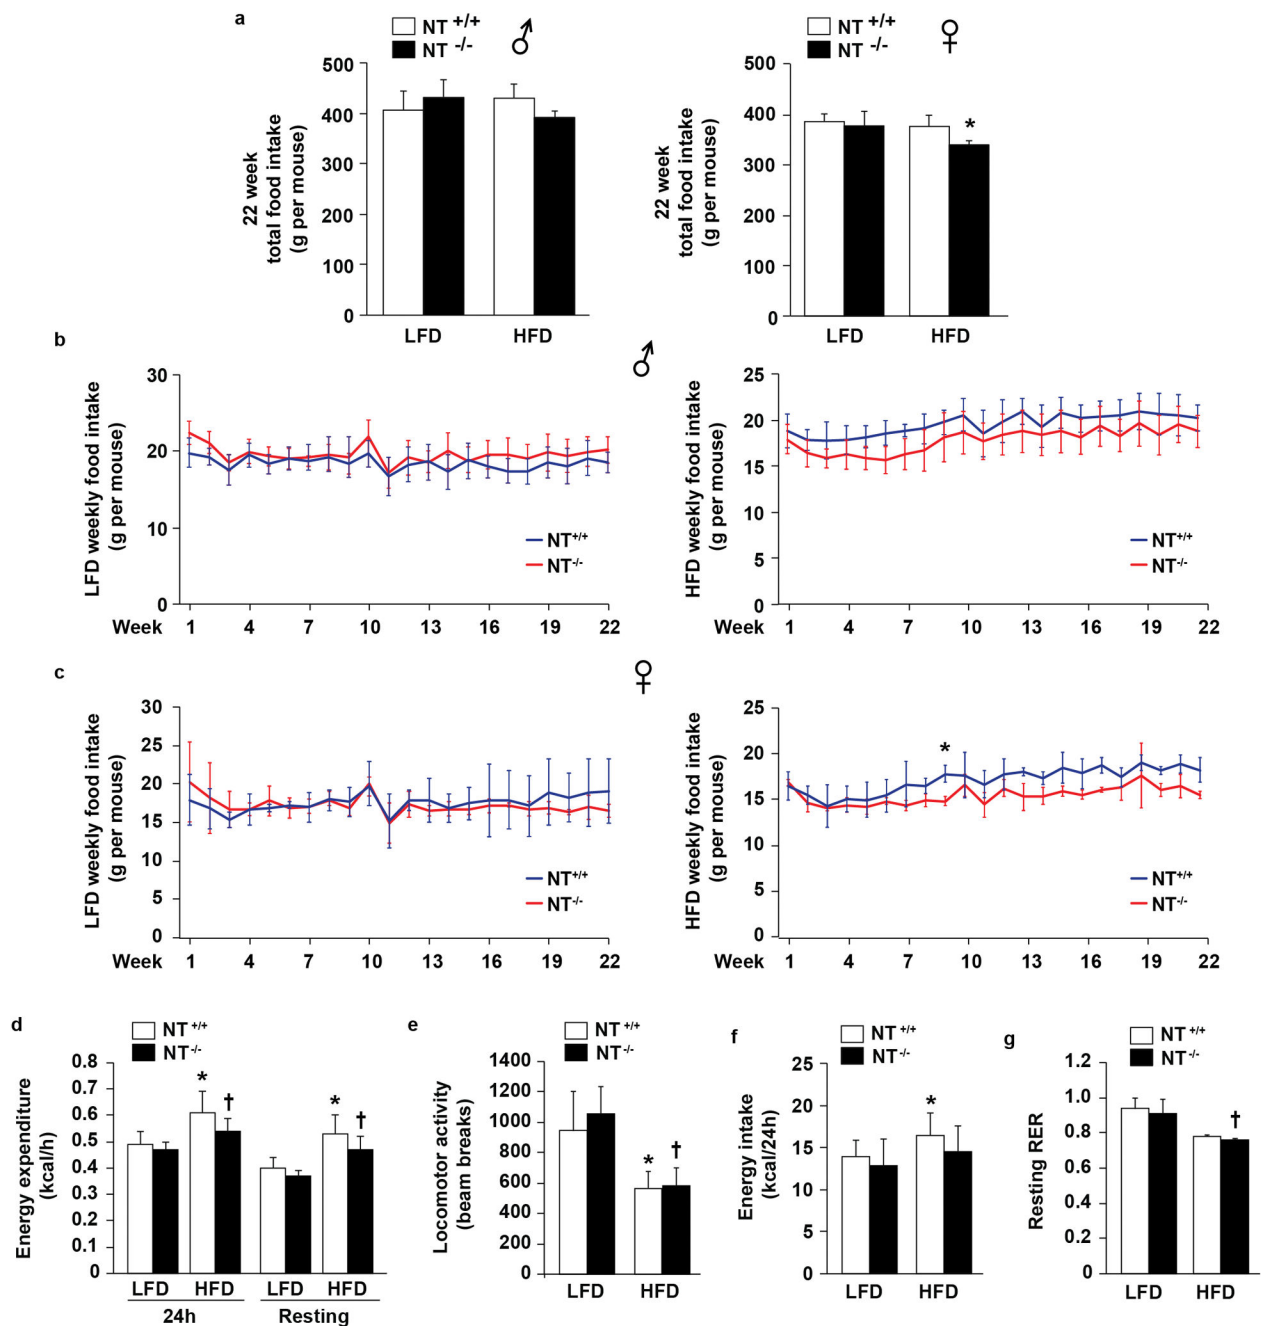 a
NT +/+
NT -/-
♂
22 week
total food intake
(g per mouse)
500
400
300
200
100
0
LFD
HFD
NT +/+
NT -/-
♀
22 week
total food intake
(g per mouse)
500
400
300
200
100
0
*
LFD
HFD
b
♂
LFD weekly food intake
(g per mouse)
30
20
10
0
NT+/+
NT-/-
Week 1 4 7 10 13 16 19 22
HFD weekly food intake
(g per mouse)
25
20
15
10
5
0
NT+/+
NT-/-
Week 1 4 7 10 13 16 19 22
c
♀
LFD weekly food intake
(g per mouse)
30
25
20
15
10
5
0
NT+/+
NT-/-
Week 1 4 7 10 13 16 19 22
HFD weekly food intake
(g per mouse)
25
20
15
10
5
0
*
NT+/+
NT-/-
Week 1 4 7 10 13 16 19 22
d
NT +/+
NT -/-
Energy expenditure
(kcal/h)
0.8
0.7
0.6
0.5
0.4
0.3
0.2
0.1
0
* †
* †
LFD HFD LFD HFD
24h Resting
e
NT +/+
NT -/-
Locomotor activity
(beam breaks)
1400
1200
1000
800
600
400
200
0
* †
LFD HFD
f
NT +/+
NT -/-
Energy intake
(kcal/24h)
25
20
15
10
5
0
*
LFD HFD
g
NT +/+
NT -/-
Resting RER
1.2
1.0
0.8
0.6
0.4
0.2
0
†
LFD HFD